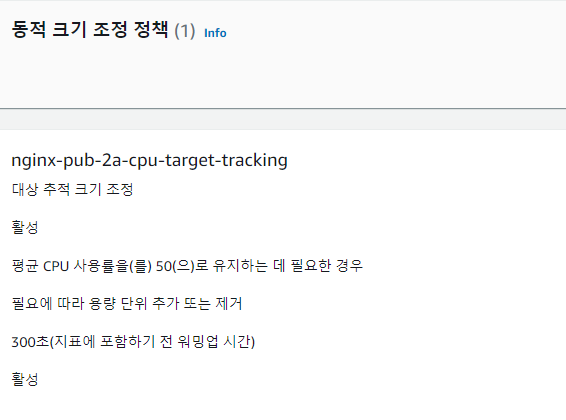 동적 크기 조정 정책 (1) Info
nginx-pub-2a-cpu-target-tracking
대상 추적 크기 조정
활성
평균 CPU 사용률을(를) 50(으)로 유지하는 데 필요한 경우
필요에 따라 용량 단위 추가 또는 제거
300초(지표에 포함하기 전 워밍업 시간)
활성